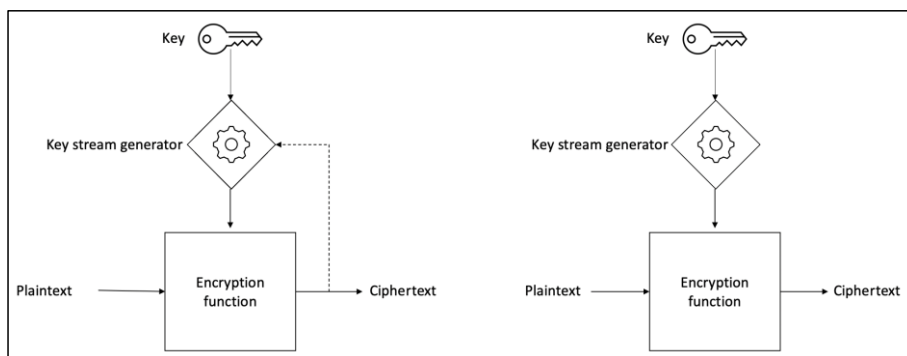 Key
Key stream generator
Plaintext
Encryption
function
Ciphertext
Key
Key stream generator
Plaintext
Encryption
function
Ciphertext